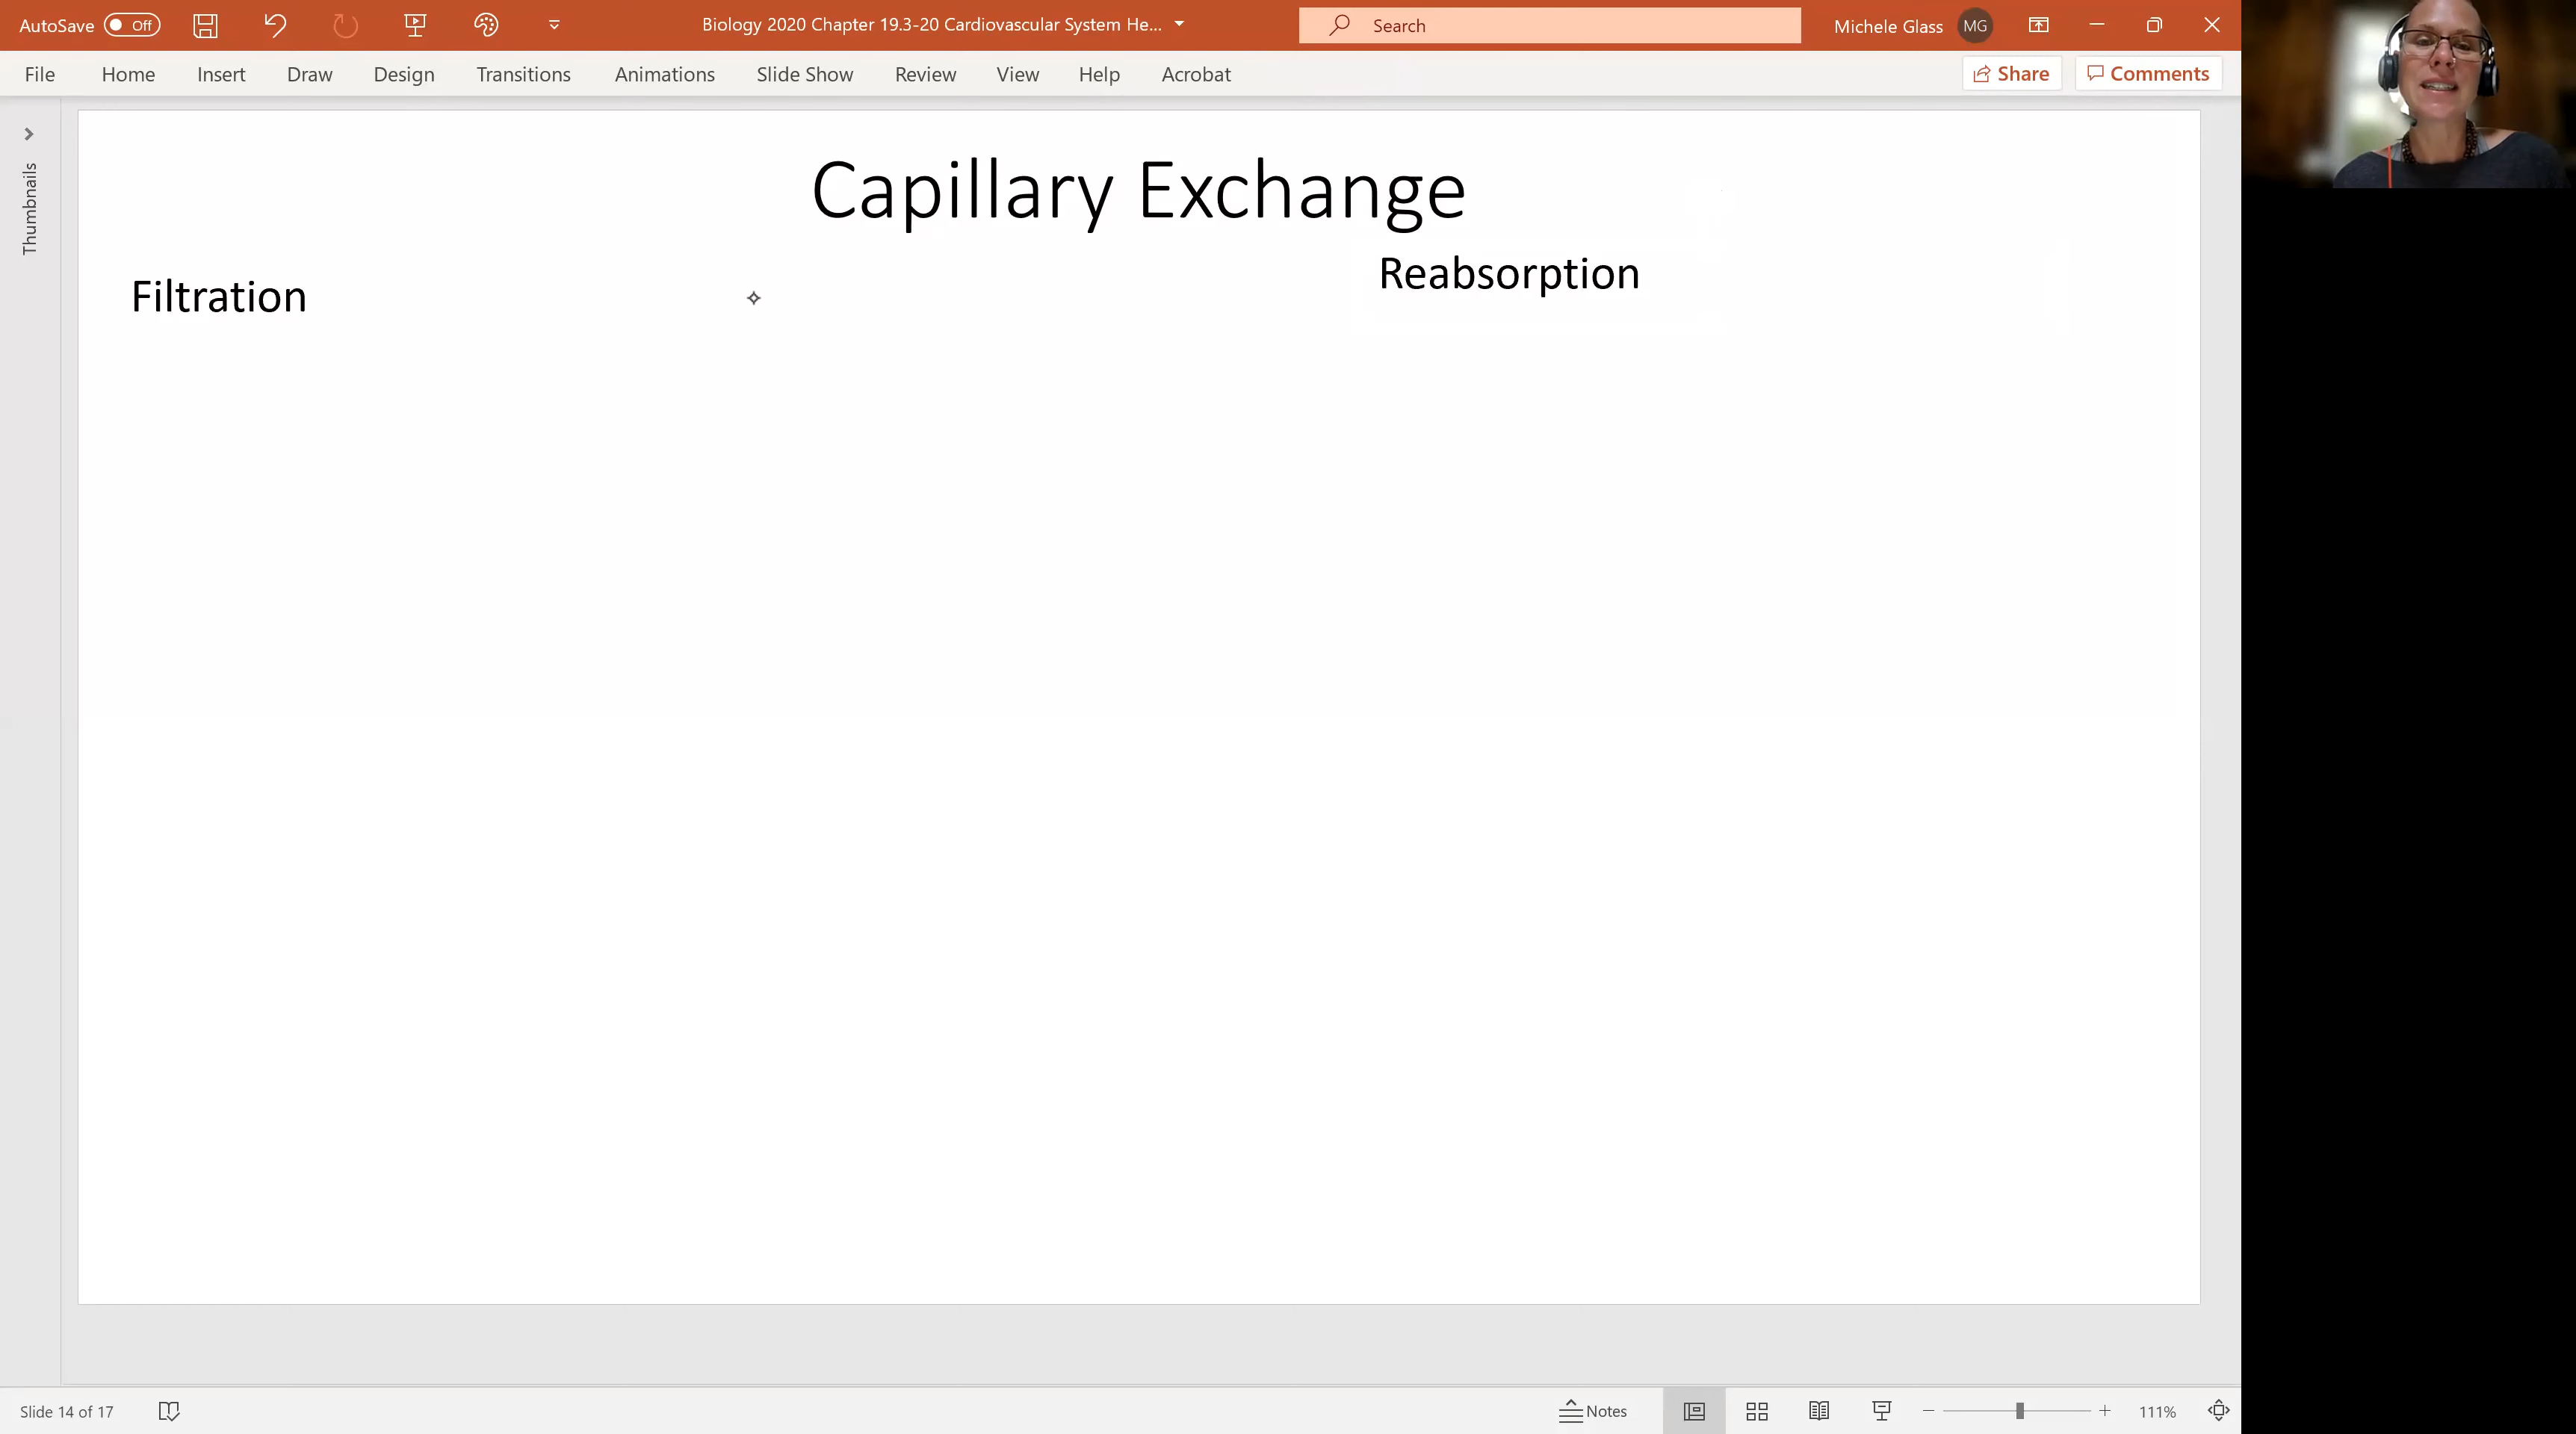 AutoSave Off
Biology 2020 Chapter 19.3-20 Cardiovascular System He...
Search
Michele Glass MG
File Home Insert Draw Design Transitions Animations Slide Show Review View Help Acrobat
Share Comments
Thumbnails
Capillary Exchange
Filtration
Reabsorption
Slide 14 of 17
Notes
111%